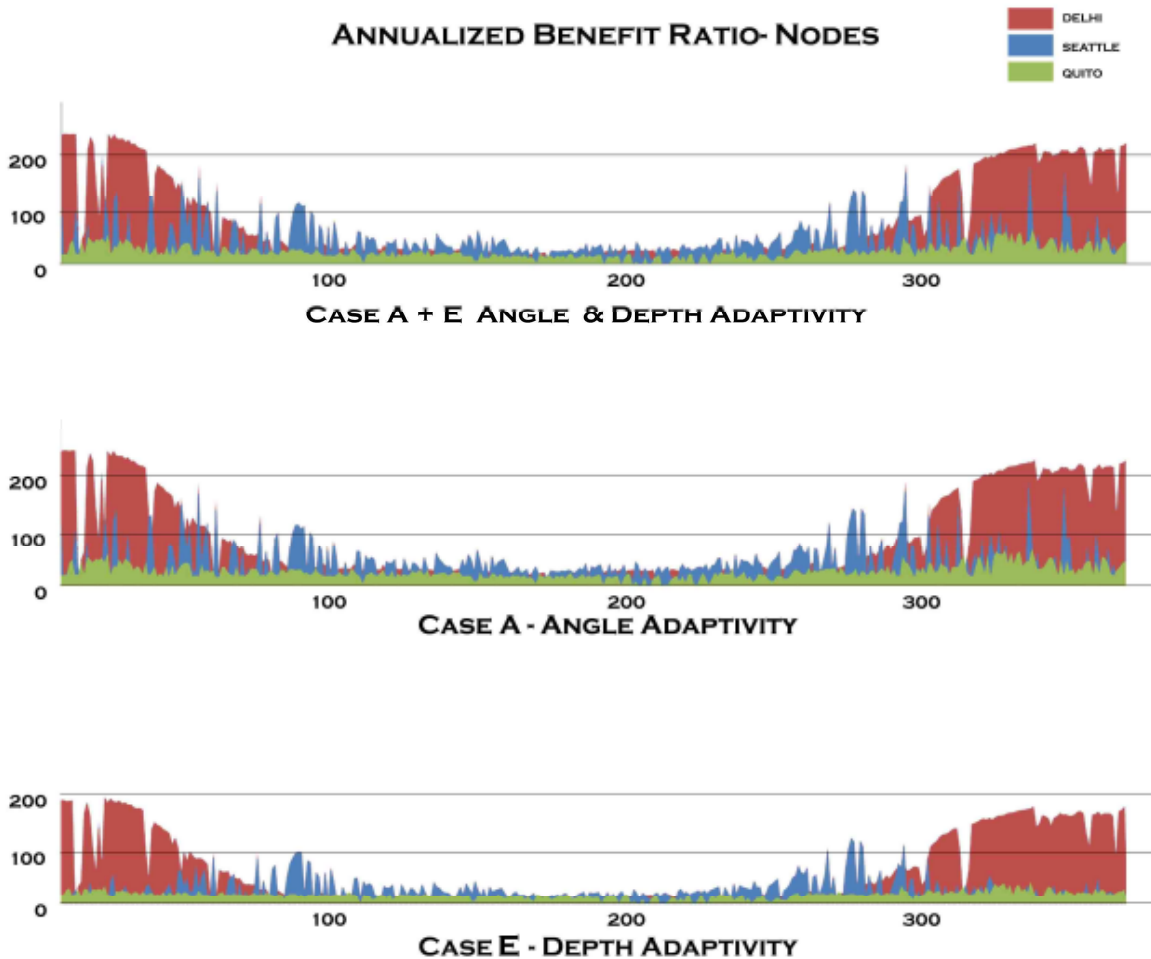 ANNUALIZED BENEFIT RATIO- NODES
DELHI
SEATTLE
QUITO
200
100
0
100 200 300
CASE A + E ANGLE & DEPTH ADAPTIVITY
200
100
0
100 200 300
CASE A - ANGLE ADAPTIVITY
200
100
0
100 200 300
CASE E - DEPTH ADAPTIVITY